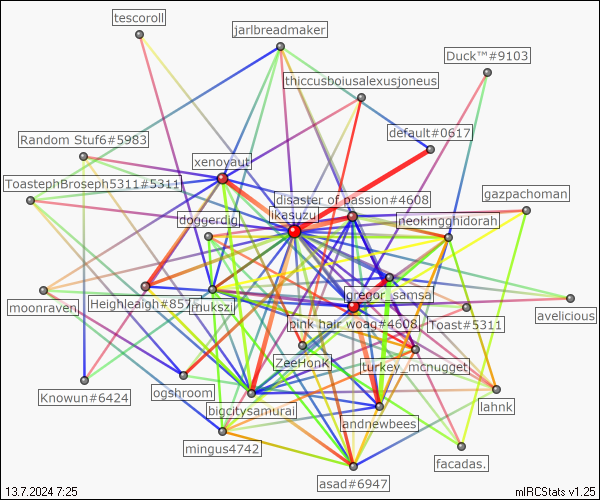 tescoroll
jarlbreadmaker
Duck™#9103
thiccusboiusalexusjoneus
default#0617
Random Stuf6#5983
xenoyaut
ToastephBroseph5311#5311
disaster of passion#4608
gazpachoman
ikasuzu
doggerdig
neokingghidorah
moonraven
Heighleaigh#857
mukszi
gregor_samsa
avelicious
pink hair woag#4608
Toast#5311
ZeeHonK
turkey_mcnugget
Knowun#6424
ogshroom
bigcitysamurai
lahnk
andnewbees
mingus4742
facadas.
asad#6947
13.7.2024 7:25
mIRCStats v1.25